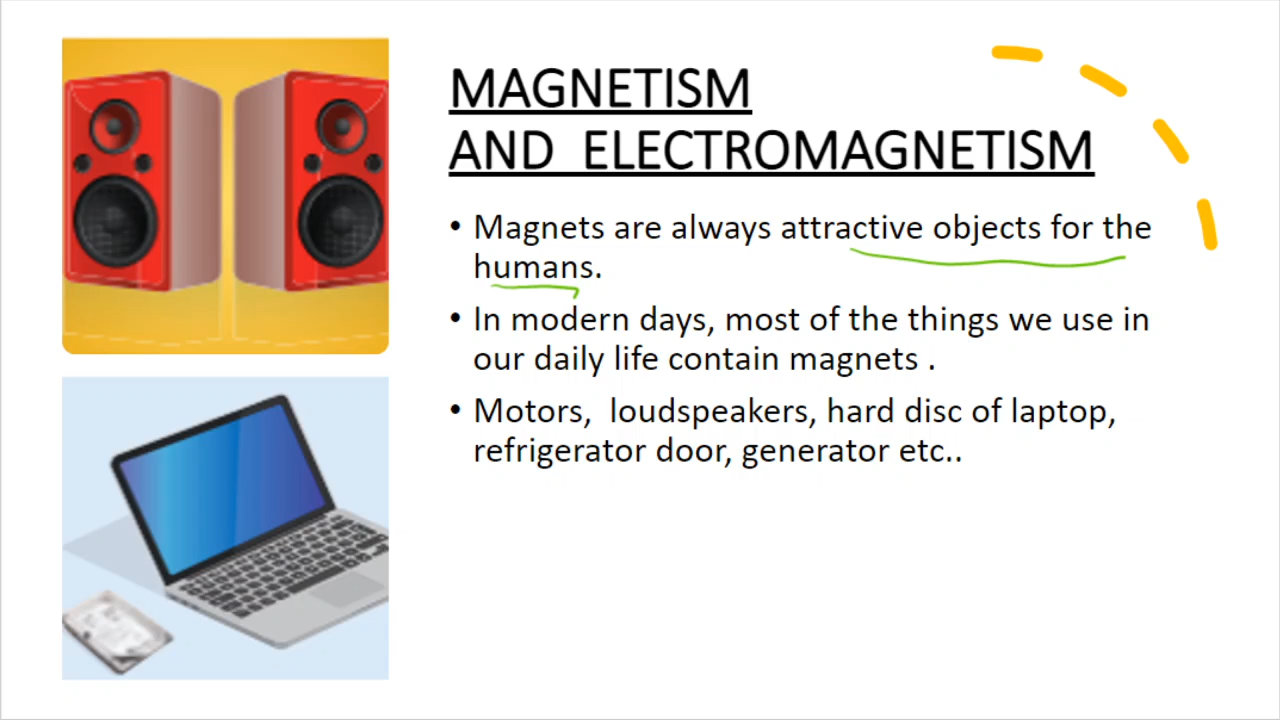 MAGNETISM
AND ELECTROMAGNETISM
• Magnets are always attractive objects for the
humans.
• In modern days, most of the things we use in
our daily life contain magnets .
• Motors, loudspeakers, hard disc of laptop,
refrigerator door, generator etc..